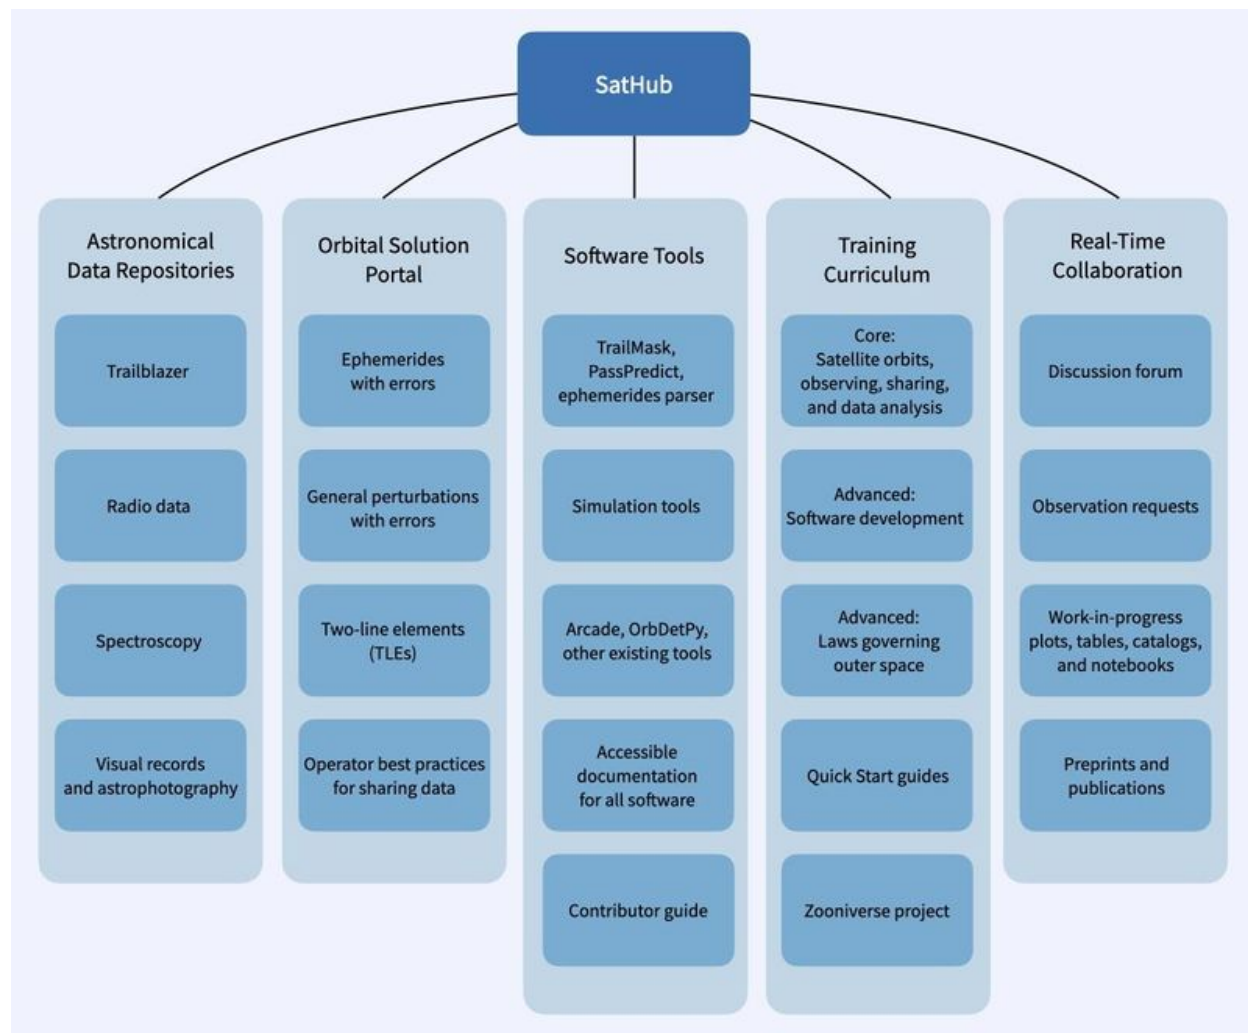 SatHub
Astronomical
Data Repositories
Trailblazer
Radio data
Spectroscopy
Visual records
and astrophotography
Orbital Solution
Portal
Ephemerides
with errors
General perturbations
with errors
Two-line elements
(TLEs)
Operator best practices
for sharing data
Software Tools
TrailMask,
PassPredict,
ephemerides parser
Simulation tools
Arcade, OrbDetPy,
other existing tools
Accessible
documentation
for all software
Contributor guide
Training
Curriculum
Core:
Satellite orbits,
observing, sharing,
and data analysis
Advanced:
Software development
Advanced:
Laws governing
outer space
Quick Start guides
Zooniverse project
Real-Time
Collaboration
Discussion forum
Observation requests
Work-in-progress
plots, tables, catalogs,
and notebooks
Preprints and
publications